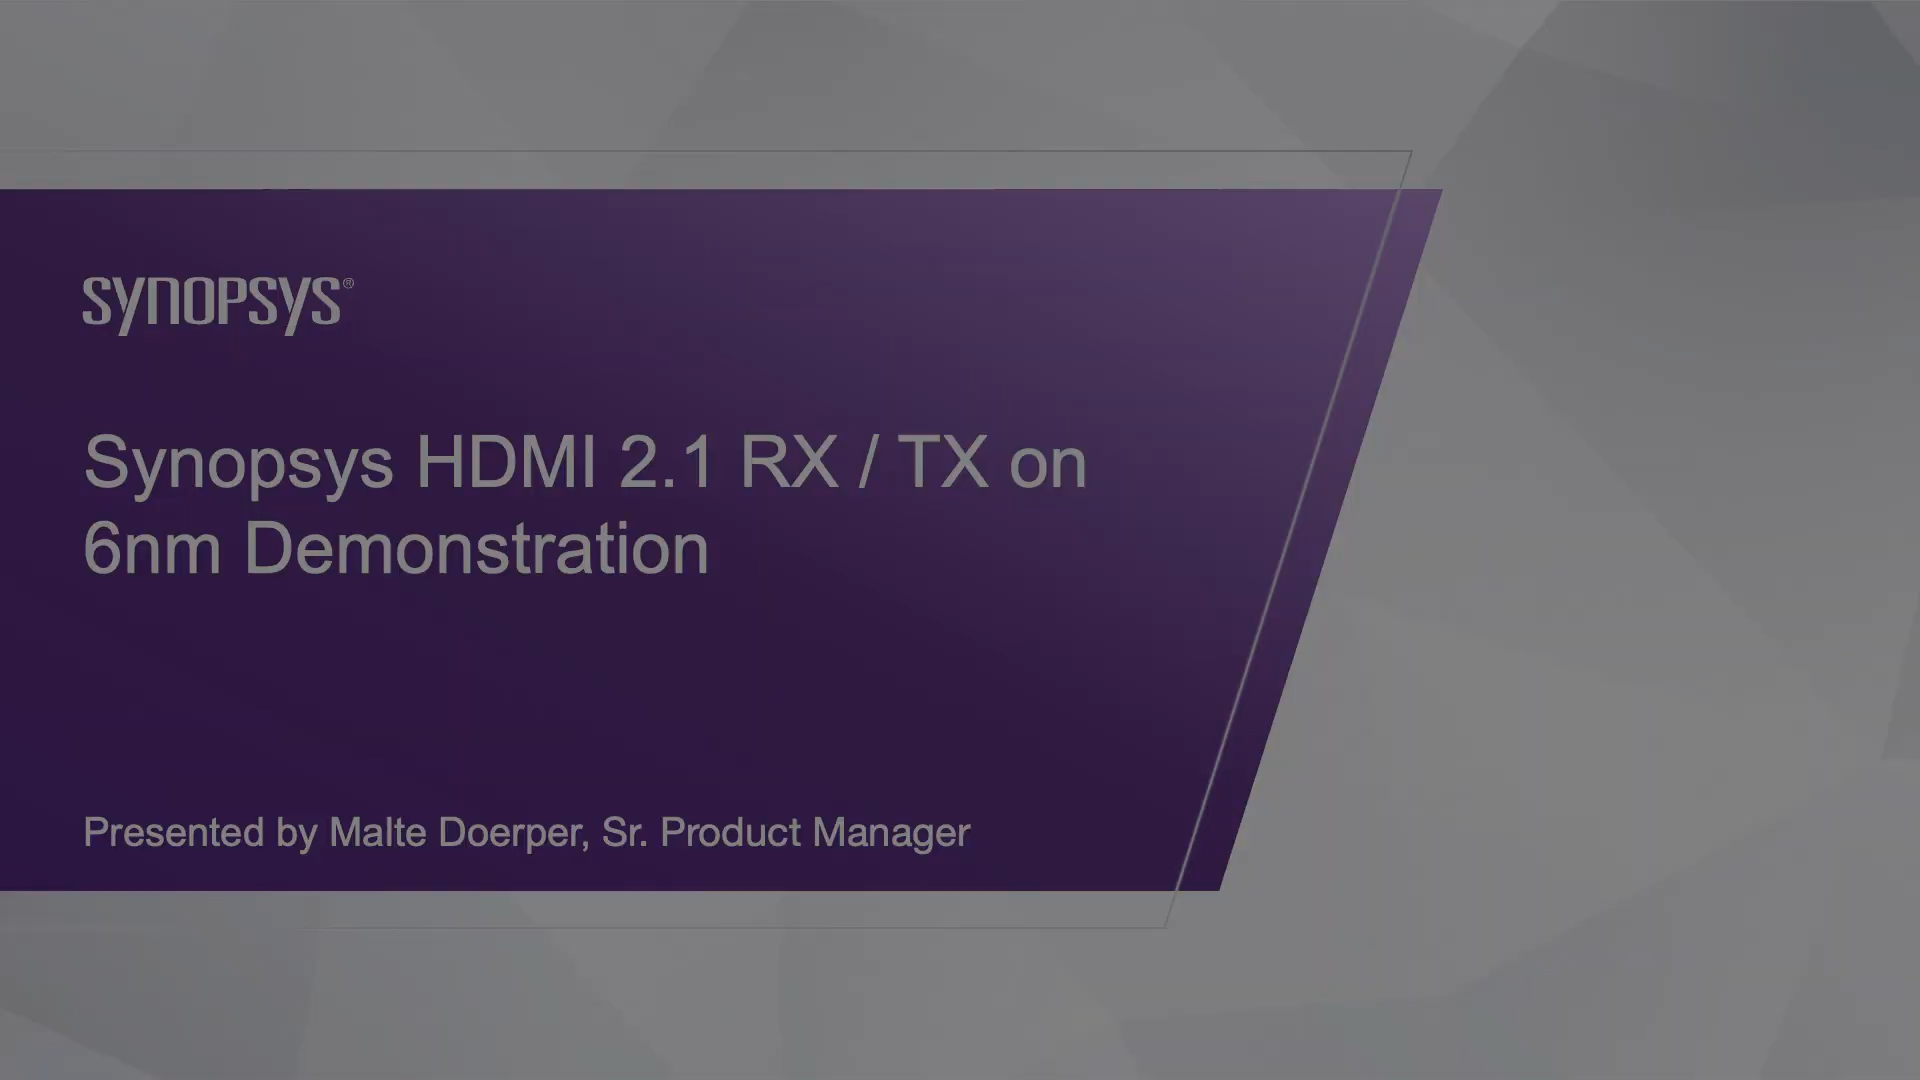 SYNOPSYS®
Synopsys HDMI 2.1 RX / TX on
6nm Demonstration
Presented by Malte Doerper, Sr. Product Manager